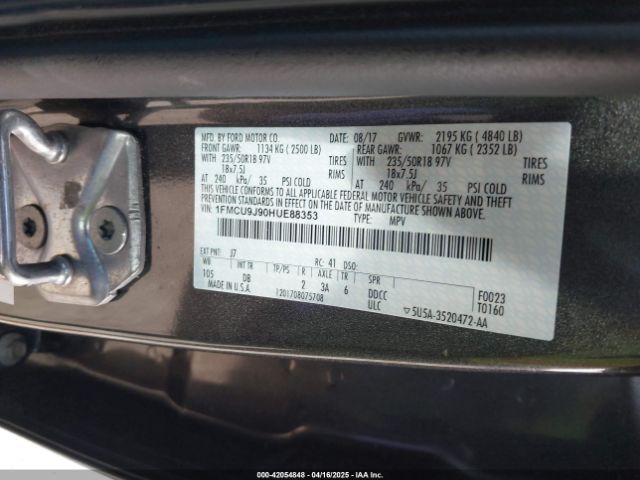 MFD. BY FORD MOTOR CO.
DATE: 08/17 GVWR: 2195 KG ( 4840 LB)
FRONT GAWR: 1134 KG ( 2500 LB) REAR GAWR: 1067 KG ( 2352 LB)
WITH 235/50R18 97V TIRES WITH 235/50R18 97V TIRES
18x7.5J RIMS 18x7.5J RIMS
AT 240 kPa/ 35 PSI COLD AT 240 kPa/ 35 PSI COLD
THIS VEHICLE CONFORMS TO ALL APPLICABLE FEDERAL MOTOR VEHICLE SAFETY AND THEFT
PREVENTION STANDARDS IN EFFECT ON THE DATE OF MANUFACTURE SHOWN ABOVE.
VIN: 1FMCU9J90HUE88353 TYPE: MPV
EXT PNT: J7 RC: 41 DSO:
WB INT TR TP/PS R AXLE TR SPR
105 DB 2 3A 6 DDCC F0023
MADE IN U.S.A. 1201708075708 ULC T0160
5U5A-3520472-AA
000-42054848 - 04/16/2025 - IAA, Inc.